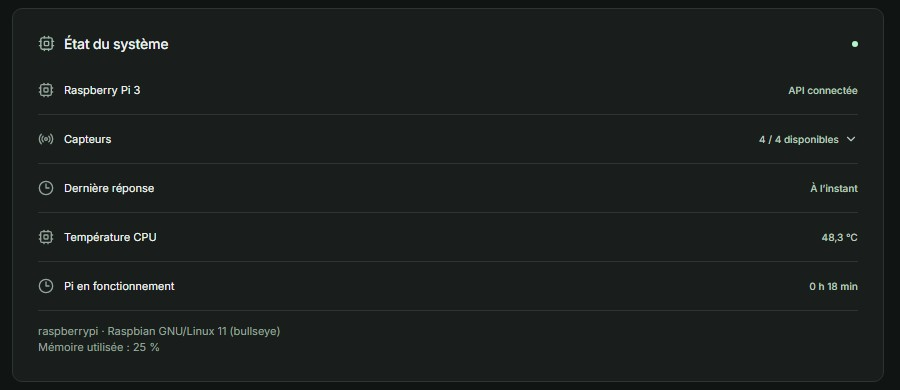 État du système
Raspberry Pi 3
API connectée
Capteurs
4 / 4 disponibles
Dernière réponse
À l’instant
Température CPU
48,3 °C
Pi en fonctionnement
0 h 18 min
raspberrypi · Raspbian GNU/Linux 11 (bullseye)
Mémoire utilisée : 25 %